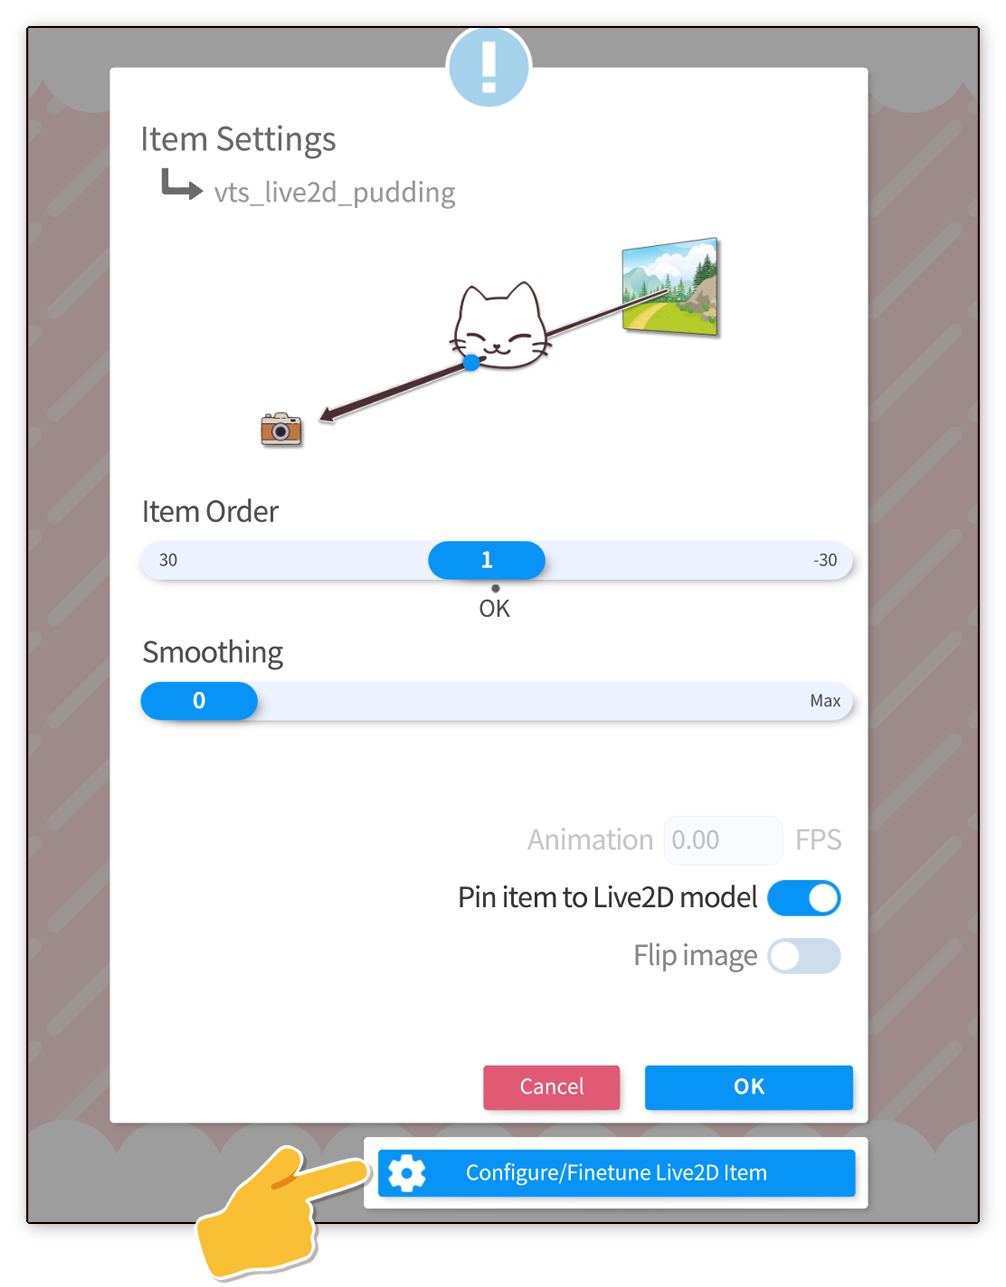 Item Settings
vts_live2d_pudding
Item Order
30
1
-30
OK
Smoothing
0
Max
Animation 0.00 FPS
Pin item to Live2D model
Flip image
Cancel
OK
Configure/Finetune Live2D Item